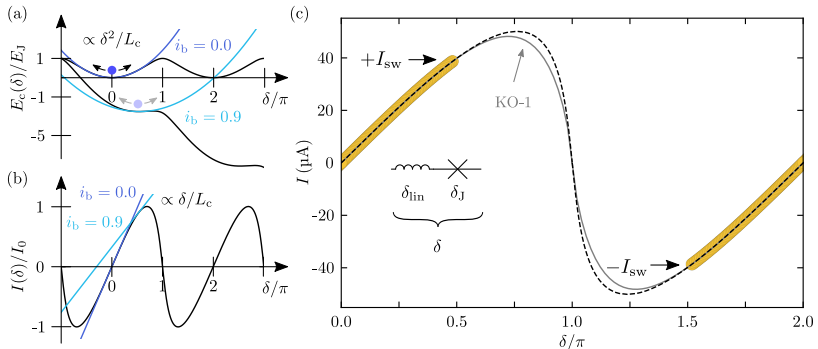 (a)
E_c(δ)/E_J
∝ δ²/L_c
i_b = 0.0
1
-1
-5
0
1
2
δ/π
i_b = 0.9
(b)
I(δ)/I_0
i_b = 0.0
i_b = 0.9
∝ δ/L_c
1
0
-1
0
1
2
δ/π
(c)
I (µA)
40
20
0
−20
−40
+I_sw
KO-1
δ_lin δ_J
δ
−I_sw
0.0 0.5 1.0 1.5 2.0
δ/π